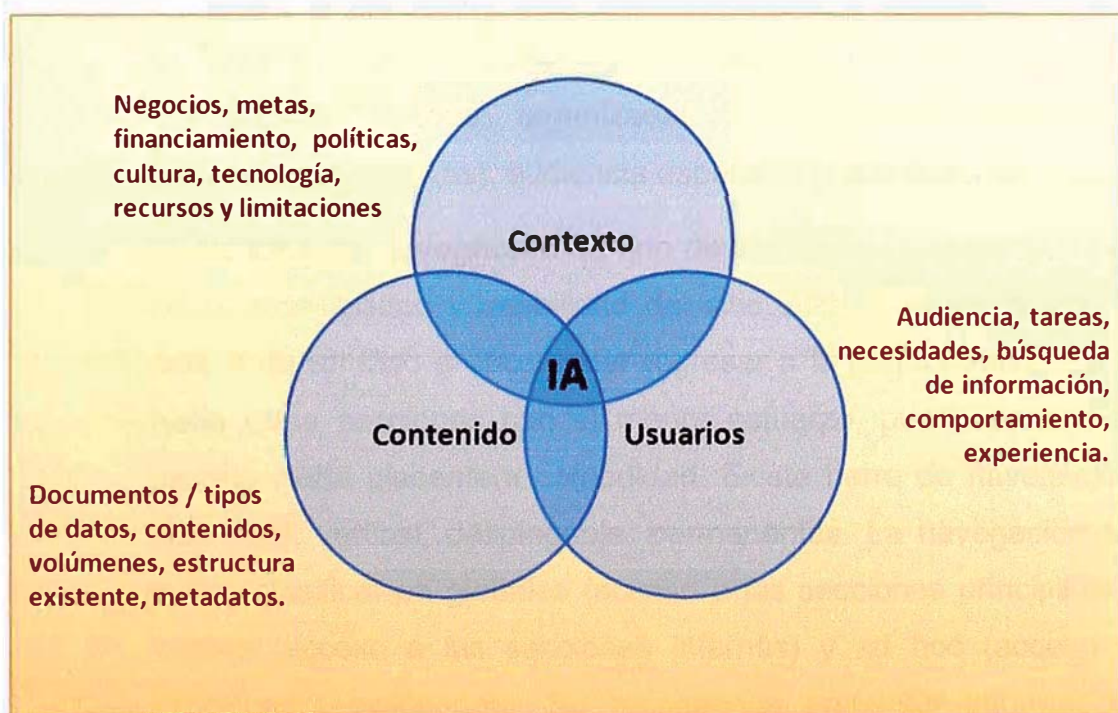 Negocios, metas,
financiamiento, políticas,
cultura, tecnología,
recursos y limitaciones
Contexto
Audiencia, tareas,
necesidades, búsqueda
de información,
comportamiento,
experiencia.
IA
Contenido
Usuarios
Documentos / tipos
de datos, contenidos,
volúmenes, estructura
existente, metadatos.